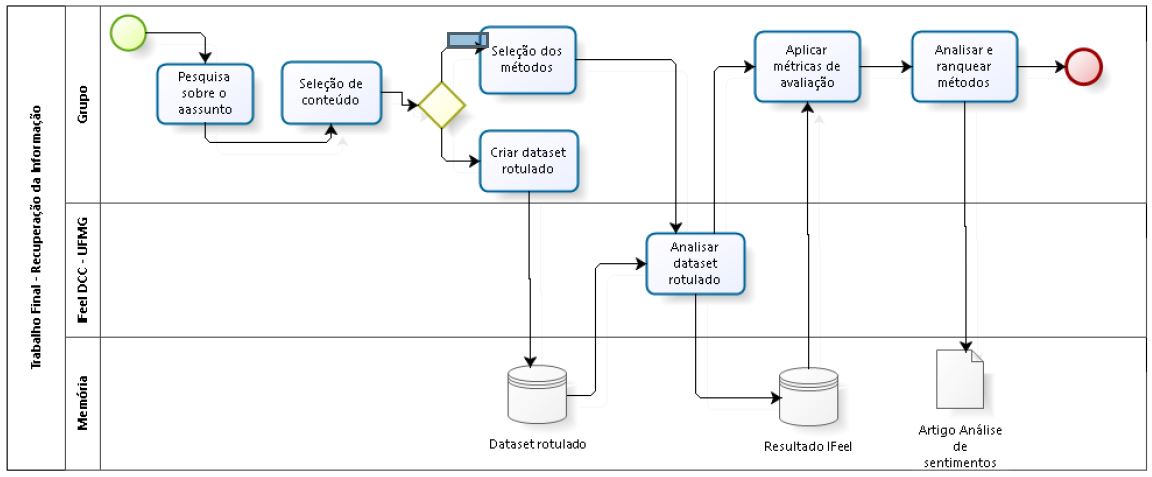 Trabalho Final - Recuperação da Informação
Grupo
Pesquisa
sobre o
aassunto
Seleção de
conteúdo
Seleção dos
métodos
Criar dataset
rotulado
Aplicar
métricas de
avaliação
Analisar e
ranquear
métodos
IFeel DCC - UFMG
Analisar
dataset
rotulado
Memória
Dataset rotulado
Resultado IFeel
Artigo Análise
de
sentimentos